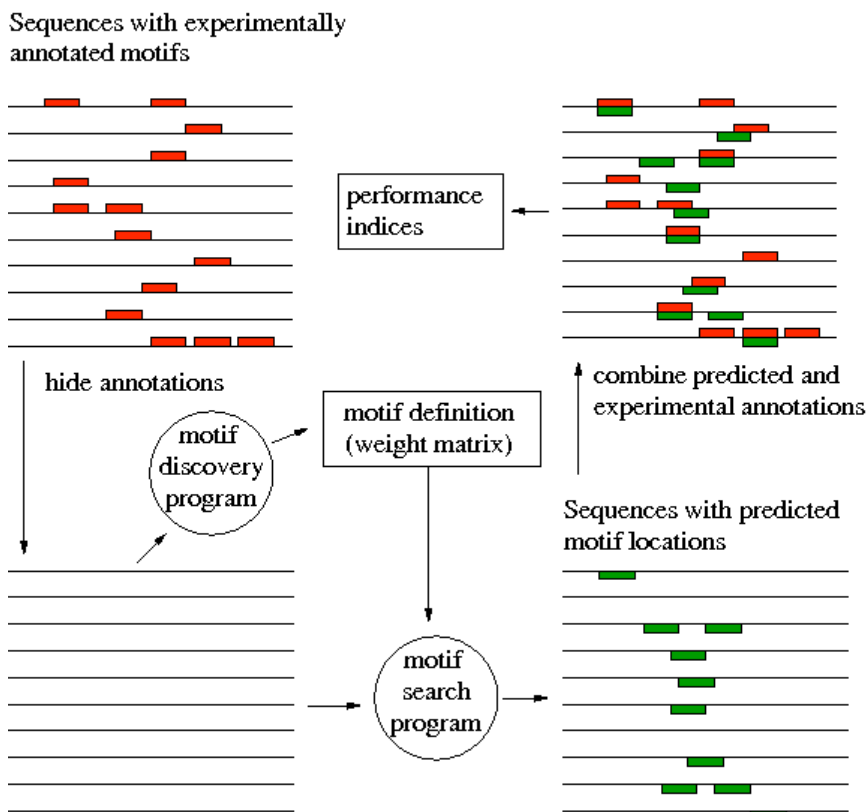 Sequences with experimentally
annotated motifs
performance
indices
hide annotations
combine predicted and
experimental annotations
motif
discovery
program
motif definition
(weight matrix)
Sequences with predicted
motif locations
motif
search
program